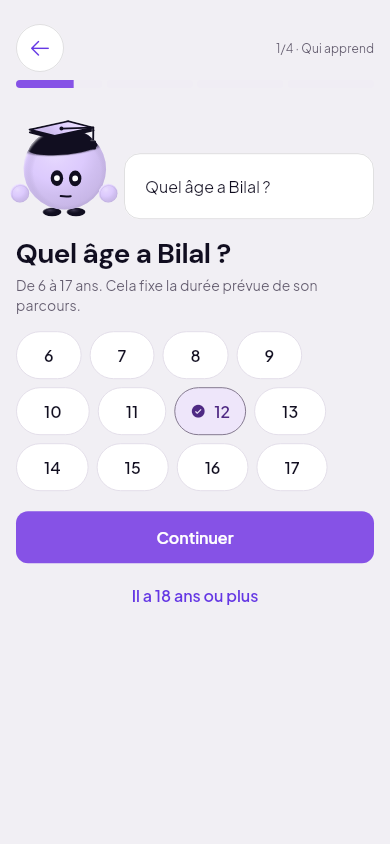 1/4 · Qui apprend
Quel âge a Bilal ?
Quel âge a Bilal ?
De 6 à 17 ans. Cela fixe la durée prévue de son
parcours.
6 7 8 9
10 11 12 13
14 15 16 17
Continuer
Il a 18 ans ou plus